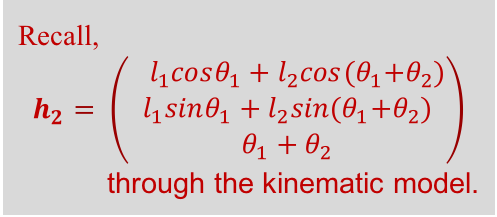 Recall,
l₁cosθ₁ + l₂cos(θ₁+θ₂)
h₂ = ( l₁sinθ₁ + l₂sin(θ₁+θ₂) )
θ₁ + θ₂
through the kinematic model.